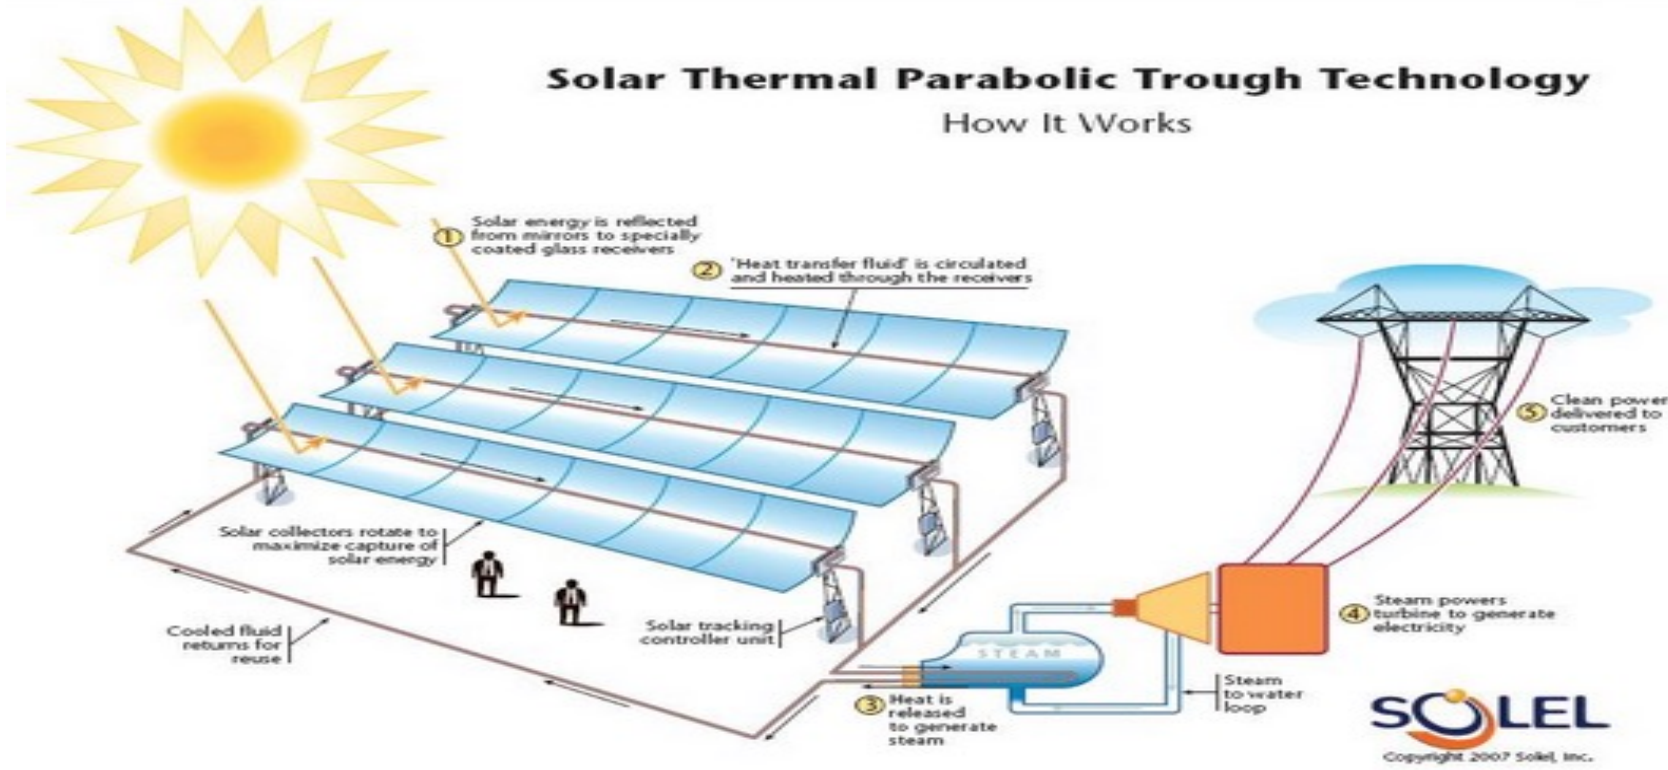 Solar Thermal Parabolic Trough Technology
How It Works
1
Solar energy is reflected
from mirrors to specially
coated glass receivers
2
'Heat transfer fluid' is circulated
and heated through the receivers
Solar collectors rotate to
maximize capture of
solar energy
Cooled fluid
returns for
reuse
Solar tracking
controller unit
STEAM
3
Heat is
released
to generate
steam
Steam
to water
loop
4
Steam powers
turbine to generate
electricity
5
Clean power
delivered to
customers
SOLEL
Copyright 2007 Solel, Inc.